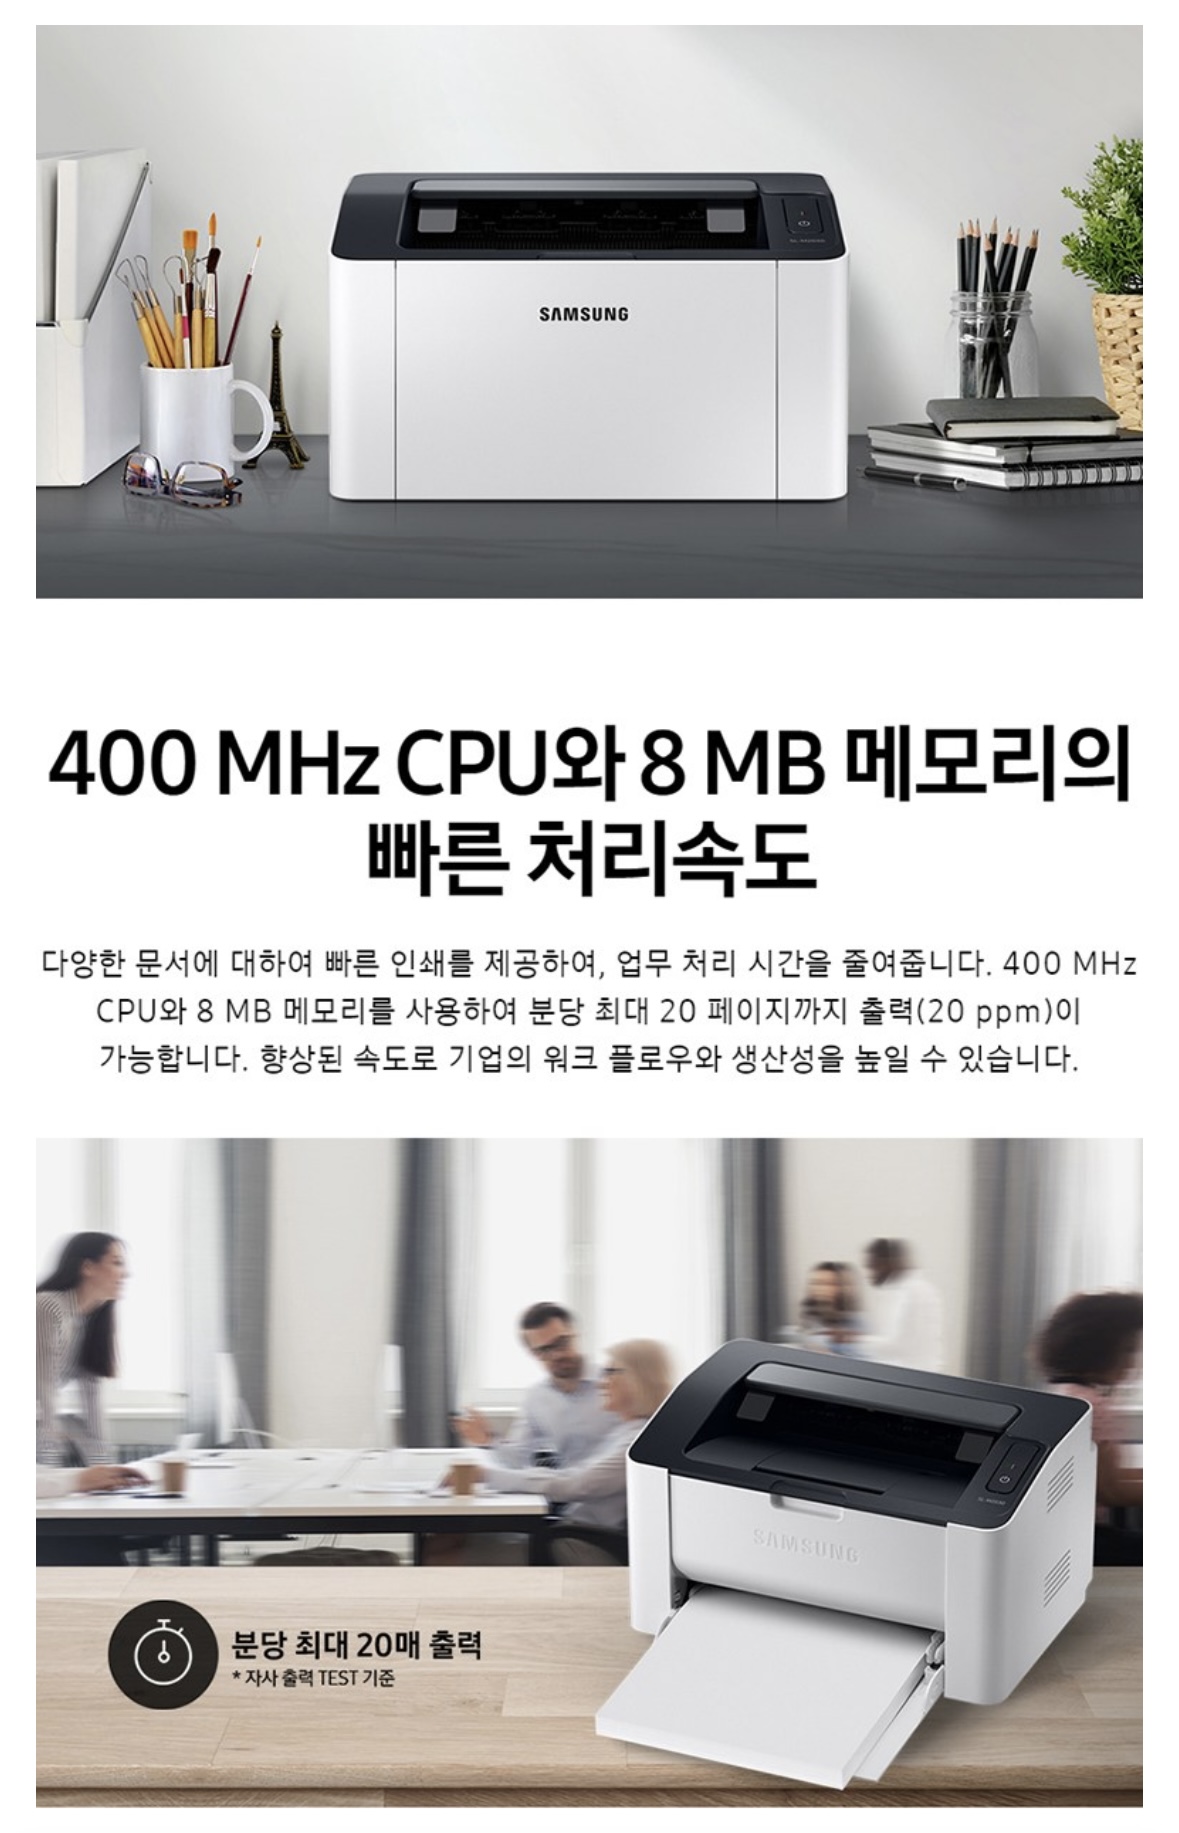 SAMSUNG
400 MHz CPU와 8 MB 메모리의
빠른 처리속도
다양한 문서에 대하여 빠른 인쇄를 제공하여, 업무 처리 시간을 줄여줍니다. 400 MHz
CPU와 8 MB 메모리를 사용하여 분당 최대 20 페이지까지 출력(20 ppm)이
가능합니다. 향상된 속도로 기업의 워크 플로우와 생산성을 높일 수 있습니다.
SAMSUNG
분당 최대 20매 출력
* 자사 출력 TEST 기준